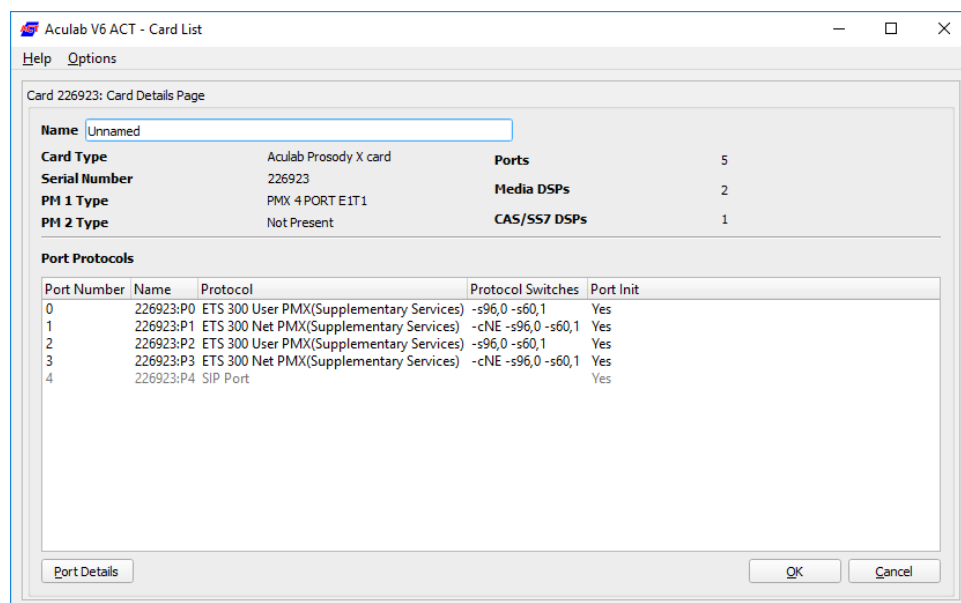 Aculab V6 ACT - Card List
Help Options
Card 226923: Card Details Page
Name Unnamed
Card Type Aculab Prosody X card Ports 5
Serial Number 226923
Media DSPs 2
PM 1 Type PMX 4 PORT E1T1
PM 2 Type Not Present CAS/SS7 DSPs 1
Port Protocols
Port Number Name Protocol Protocol Switches Port Init
0 226923:P0 ETS 300 User PMX(Supplementary Services) -s96,0 -s60,1 Yes
1 226923:P1 ETS 300 Net PMX(Supplementary Services) -cNE -s96,0 -s60,1 Yes
2 226923:P2 ETS 300 User PMX(Supplementary Services) -s96,0 -s60,1 Yes
3 226923:P3 ETS 300 Net PMX(Supplementary Services) -cNE -s96,0 -s60,1 Yes
4 226923:P4 SIP Port Yes
Port Details OK Cancel